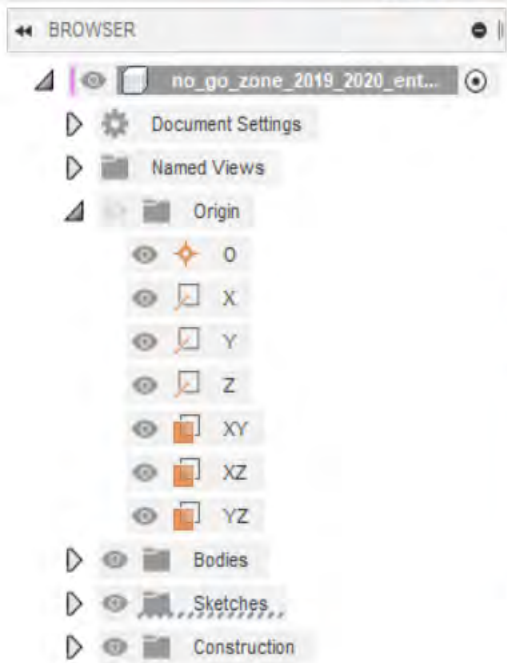 BROWSER
no_go_zone_2019_2020_ent...
Document Settings
Named Views
Origin
O
X
Y
Z
XY
XZ
YZ
Bodies
Sketches
Construction